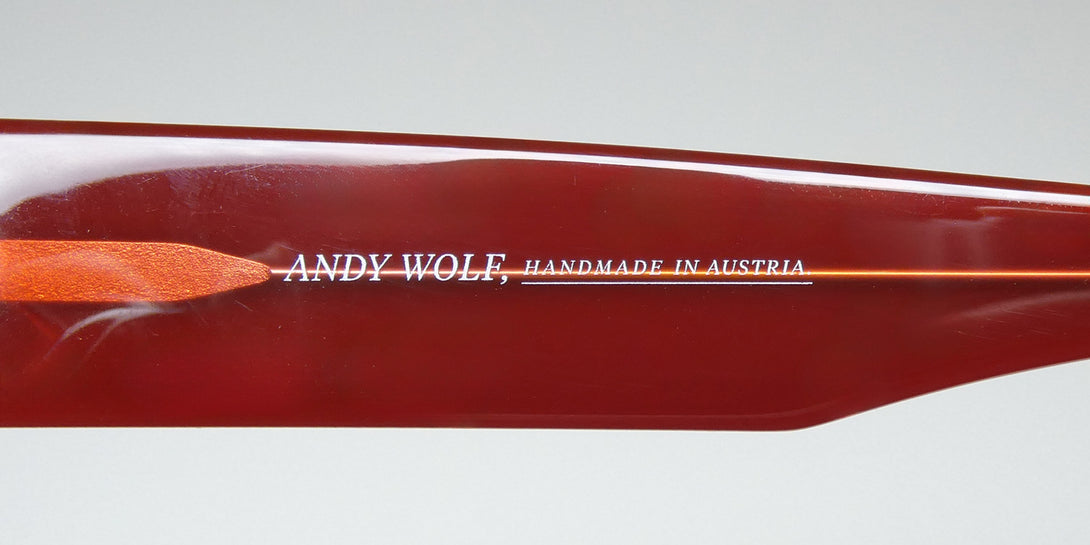 ANDY WOLF, HANDMADE IN AUSTRIA.